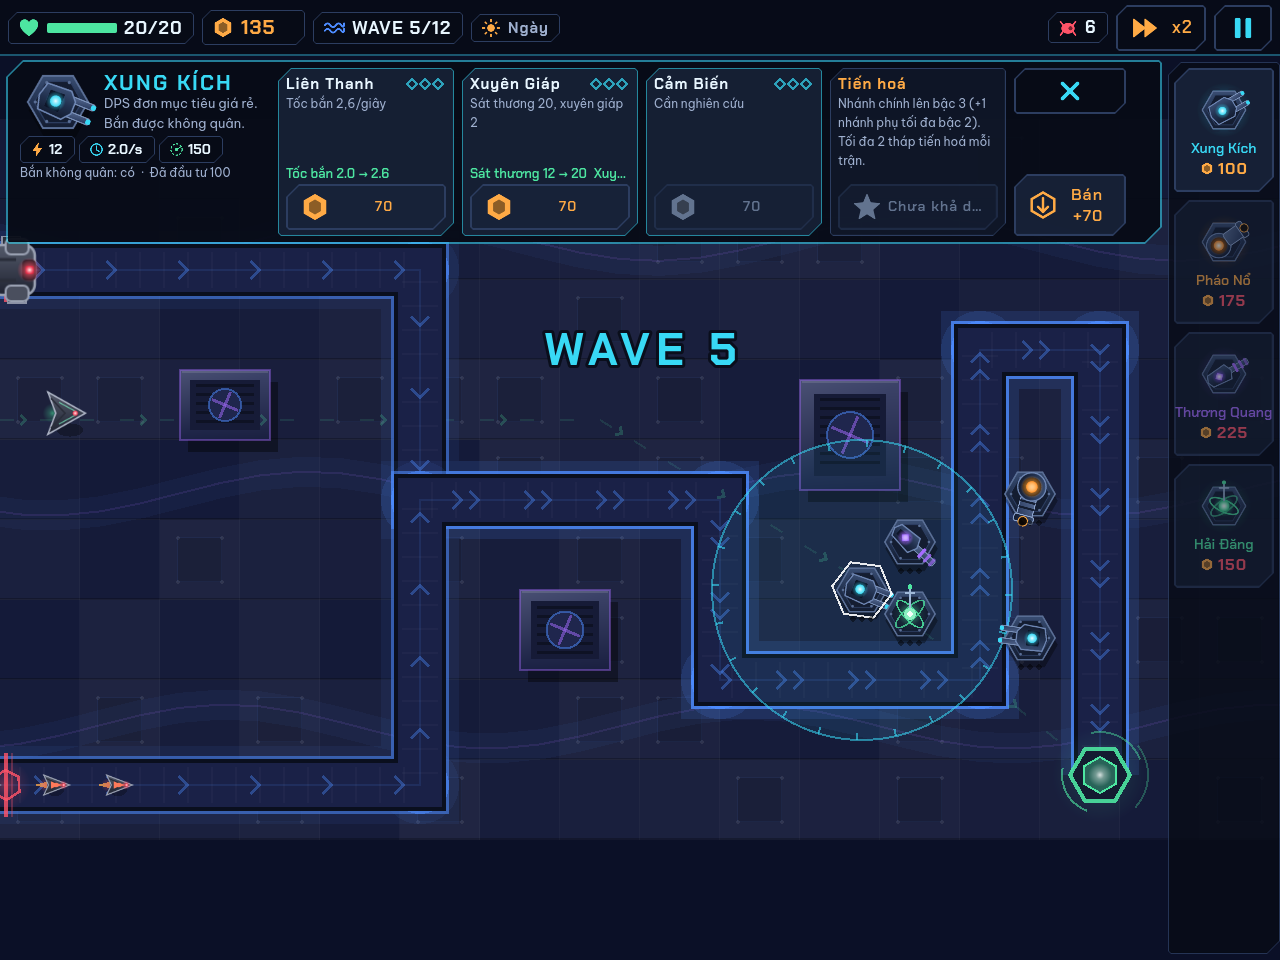 20/20
135
WAVE 5/12
Ngày
6
x2
XUNG KÍCH
DPS đơn mục tiêu giá rẻ.
Bắn được không quân.
12
2.0/s
150
Bắn không quân: có · Đã đầu tư 100
Liên Thanh
Tốc bắn 2,6/giây
Tốc bắn 2.0 → 2.6
70
Xuyên Giáp
Sát thương 20, xuyên giáp
2
Sát thương 12 → 20 Xuy...
70
Cảm Biến
Cần nghiên cứu
70
Tiến hoá
Nhánh chính lên bậc 3 (+1
nhánh phụ tối đa bậc 2).
Tối đa 2 tháp tiến hoá mỗi
trận.
Chưa khả d...
Bán
+70
Xung Kích
100
Pháo Nổ
175
Thương Quang
225
Hải Đăng
150
WAVE 5